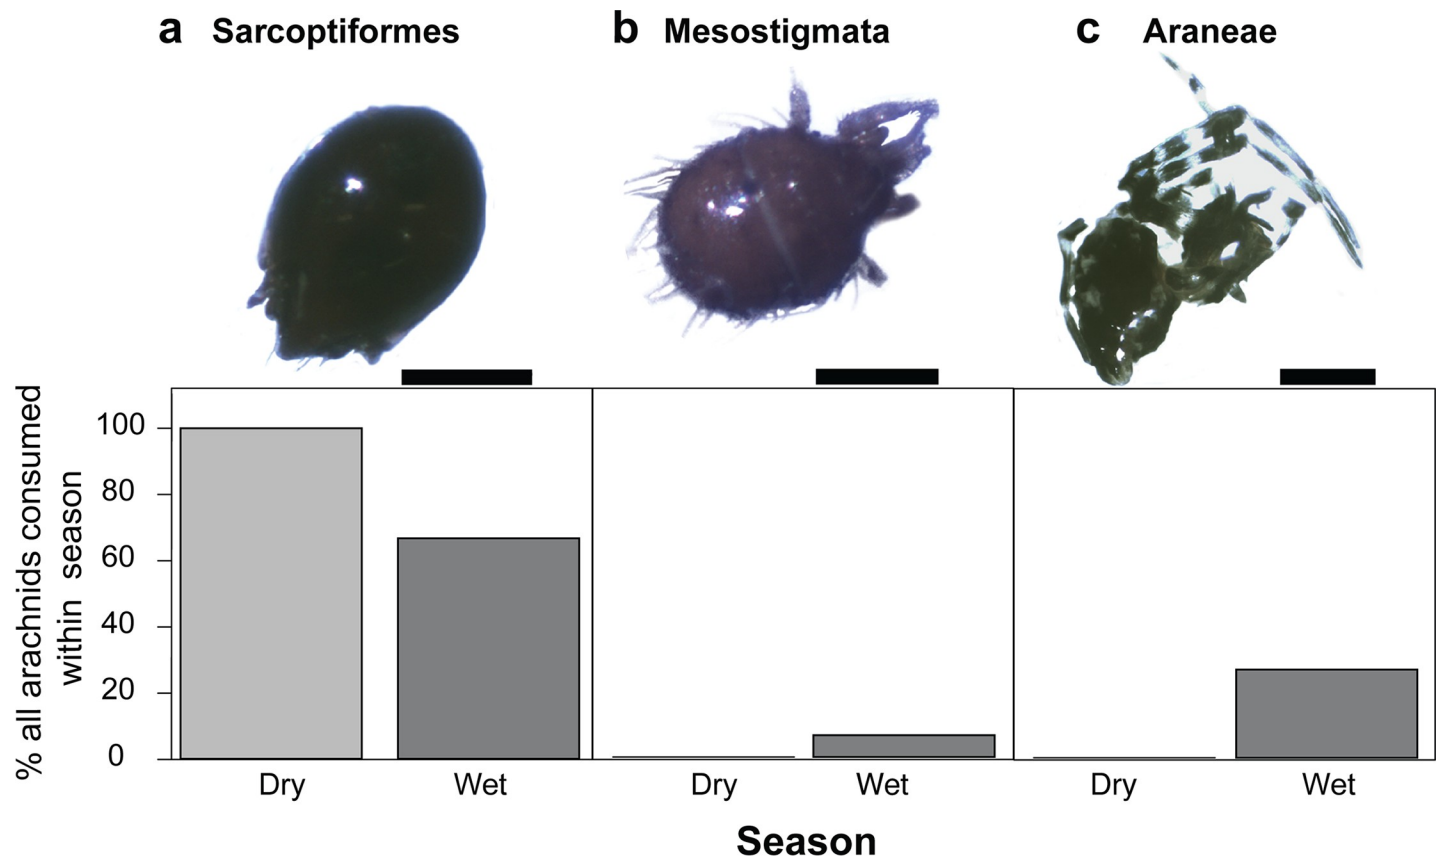 a Sarcoptiformes
b Mesostigmata
c Araneae
% all arachnids consumed
within season
100
80
60
40
20
0
Dry
Wet
Dry
Wet
Dry
Wet
Season